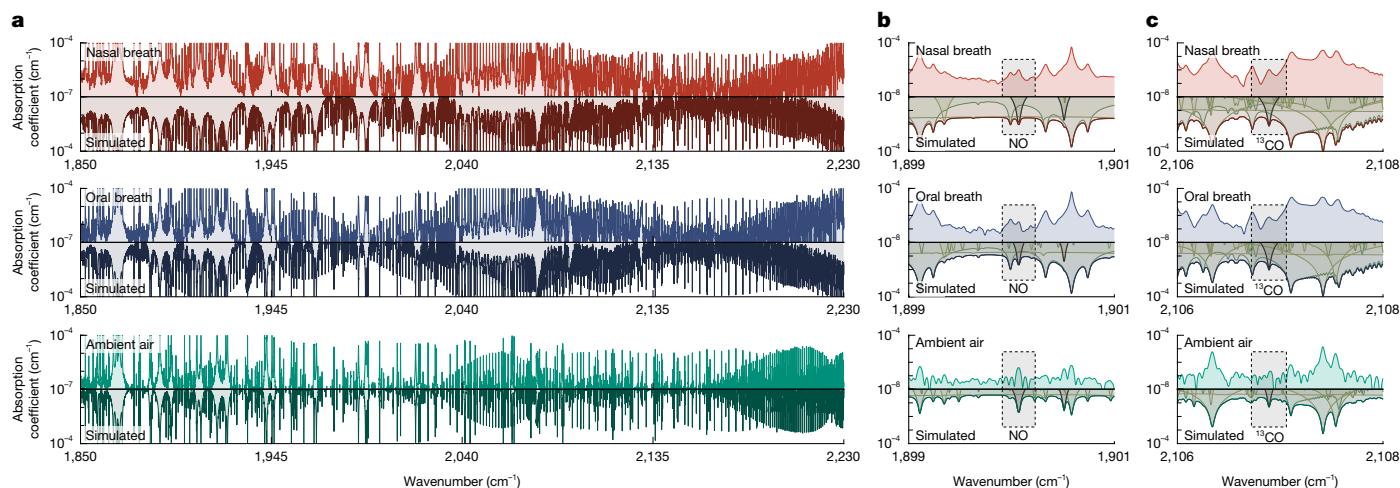 a
Absorption
coefficient (cm⁻¹)
10⁻⁴
Nasal breath
10⁻⁷
Simulated
10⁻⁴
1,850
1,945
2,040
2,135
2,230
Absorption
coefficient (cm⁻¹)
10⁻⁴
Oral breath
10⁻⁷
Simulated
10⁻⁴
1,850
1,945
2,040
2,135
2,230
Absorption
coefficient (cm⁻¹)
10⁻⁴
Ambient air
10⁻⁷
Simulated
10⁻⁴
1,850
1,945
2,040
2,135
2,230
Wavenumber (cm⁻¹)
b
10⁻⁴
Nasal breath
10⁻⁸
Simulated
NO
10⁻⁴
1,899
1,901
10⁻⁴
Oral breath
10⁻⁸
Simulated
NO
10⁻⁴
1,899
1,901
10⁻⁴
Ambient air
10⁻⁸
Simulated
NO
10⁻⁴
1,899
1,901
Wavenumber (cm⁻¹)
c
10⁻⁴
Nasal breath
10⁻⁸
Simulated
¹³CO
10⁻⁴
2,106
2,108
10⁻⁴
Oral breath
10⁻⁸
Simulated
¹³CO
10⁻⁴
2,106
2,108
10⁻⁴
Ambient air
10⁻⁸
Simulated
¹³CO
10⁻⁴
2,106
2,108
Wavenumber (cm⁻¹)